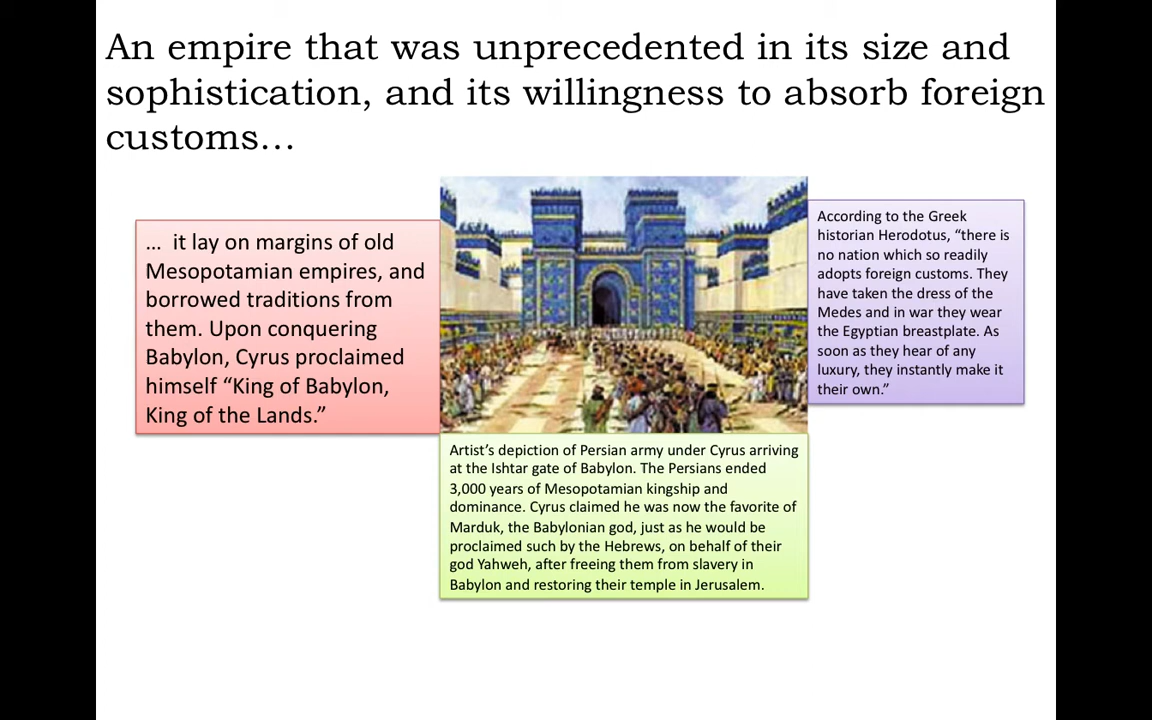 An empire that was unprecedented in its size and
sophistication, and its willingness to absorb foreign
customs…
… it lay on margins of old
Mesopotamian empires, and
borrowed traditions from
them. Upon conquering
Babylon, Cyrus proclaimed
himself “King of Babylon,
King of the Lands.”
According to the Greek
historian Herodotus, “there is
no nation which so readily
adopts foreign customs. They
have taken the dress of the
Medes and in war they wear
the Egyptian breastplate. As
soon as they hear of any
luxury, they instantly make it
their own.”
Artist’s depiction of Persian army under Cyrus arriving
at the Ishtar gate of Babylon. The Persians ended
3,000 years of Mesopotamian kingship and
dominance. Cyrus claimed he was now the favorite of
Marduk, the Babylonian god, just as he would be
proclaimed such by the Hebrews, on behalf of their
god Yahweh, after freeing them from slavery in
Babylon and restoring their temple in Jerusalem.